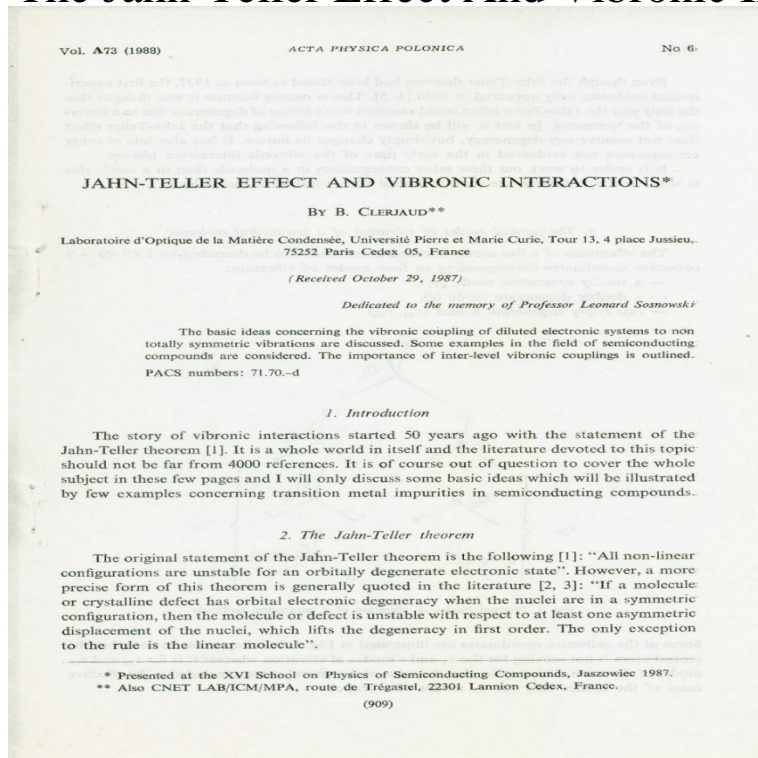 Vol. A73 (1988) ACTA PHYSICA POLONICA No 6
JAHN-TELLER EFFECT AND VIBRONIC INTERACTIONS*
BY B. CLERJAUD**
Laboratoire d'Optique de la Matière Condensée, Université Pierre et Marie Curie, Tour 13, 4 place Jussieu,
75252 Paris Cedex 05, France
(Received October 29, 1987)
Dedicated to the memory of Professor Leonard Sosnowski
The basic ideas concerning the vibronic coupling of diluted electronic systems to non
totally symmetric vibrations are discussed. Some examples in the field of semiconducting
compounds are considered. The importance of inter-level vibronic couplings is outlined.
PACS numbers: 71.70.–d
1. Introduction
The story of vibronic interactions started 50 years ago with the statement of the
Jahn-Teller theorem [1]. It is a whole world in itself and the literature devoted to this topic
should not be far from 4000 references. It is of course out of question to cover the whole
subject in these few pages and I will only discuss some basic ideas which will be illustrated
by few examples concerning transition metal impurities in semiconducting compounds.
2. The Jahn-Teller theorem
The original statement of the Jahn-Teller theorem is the following [1]: “All non-linear
configurations are unstable for an orbitally degenerate electronic state”. However, a more
precise form of this theorem is generally quoted in the literature [2, 3]: “If a molecule
or crystalline defect has orbital electronic degeneracy when the nuclei are in a symmetric
configuration, then the molecule or defect is unstable with respect to at least one asymmetric
displacement of the nuclei, which lifts the degeneracy in first order. The only exception
to the rule is the linear molecule”.
* Presented at the XVI School on Physics of Semiconducting Compounds, Jaszowiec 1987.
** Also CNET LAB/ICM/MPA, route de Trégastel, 22301 Lannion Cedex, France.
(909)